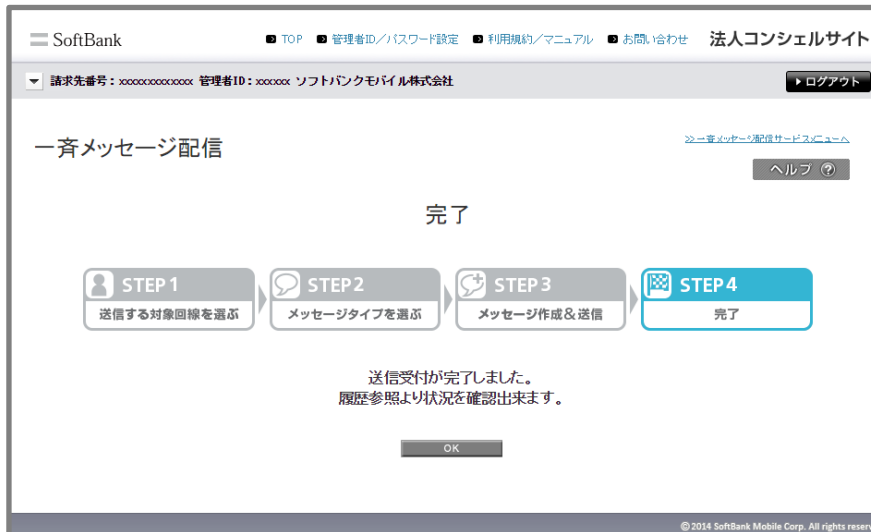 SoftBank
TOP 管理者ID／パスワード設定 利用規約／マニュアル お問い合わせ 法人コンシェルサイト
請求先番号：xxxxxxxxxxxx 管理者ID：xxxxxx ソフトバンクモバイル株式会社 ログアウト
一斉メッセージ配信
>>一斉メッセージ配信サービスメニューへ
ヘルプ ?
完了
STEP1 STEP2 STEP3 STEP4
送信する対象回線を選ぶ メッセージタイプを選ぶ メッセージ作成＆送信 完了
送信受付が完了しました。
履歴参照より状況を確認出来ます。
OK
© 2014 SoftBank Mobile Corp. All rights reserv